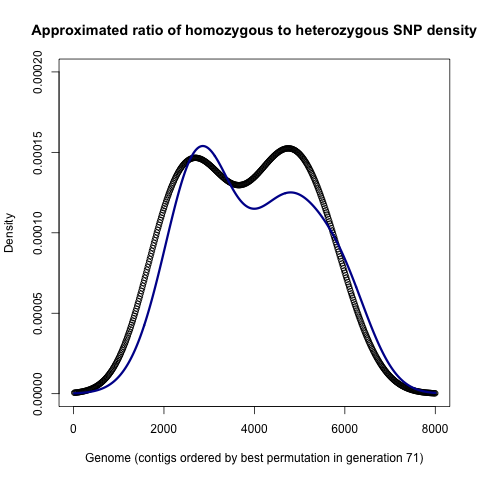 Approximated ratio of homozygous to heterozygous SNP density
0.00020
0.00015
0.00010
0.00005
0.00000
Density
0 2000 4000 6000 8000
Genome (contigs ordered by best permutation in generation 71)